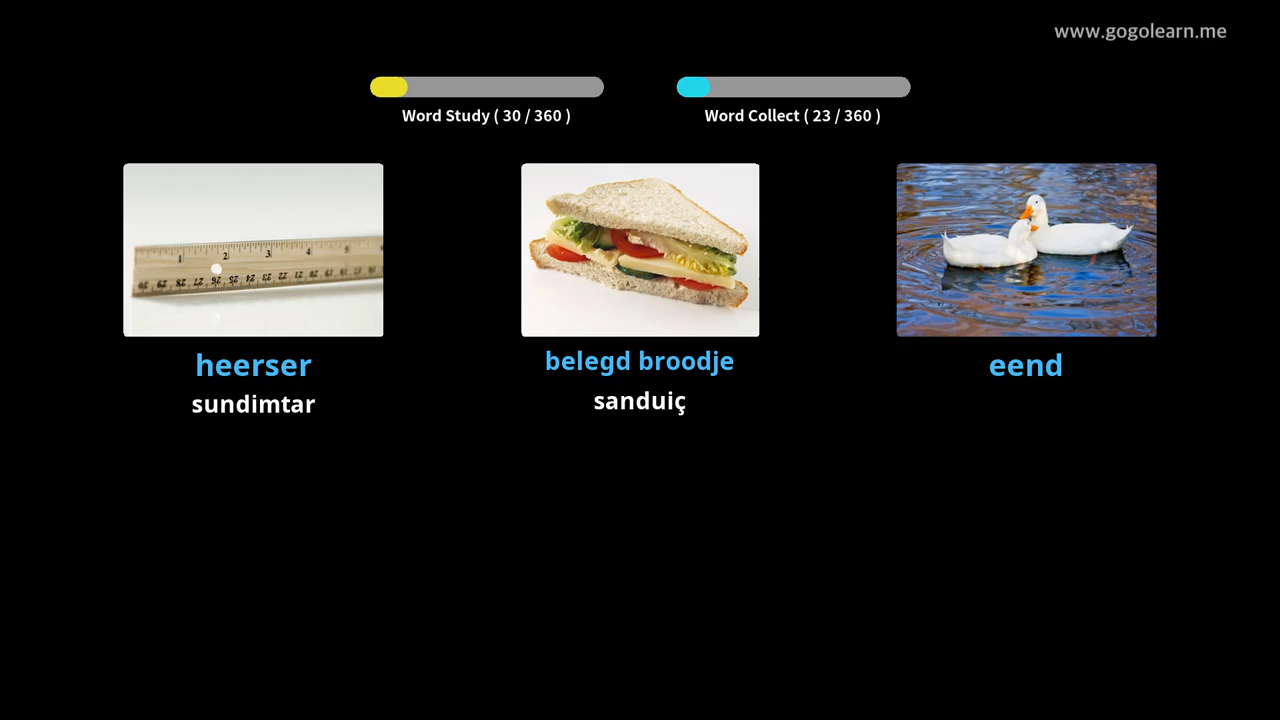 www.gogolearn.me
Word Study ( 30 / 360 )
Word Collect ( 23 / 360 )
heerser
sundimtar
belegd broodje
sanduiç
eend